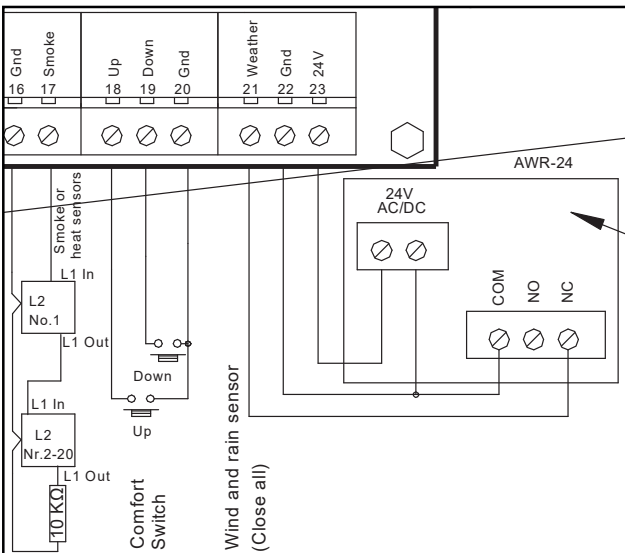 Gnd
Smoke
Up
Down
Gnd
Weather
Gnd
24V
16
17
18
19
20
21
22
23
AWR-24
24V
AC/DC
Smoke or
heat sensors
L1 In
L2
No.1
L1 Out
COM
NO
NC
Down
L1 In
L2
Nr.2-20
L1 Out
Up
10 KΩ
Comfort
Switch
Wind and rain sensor
(Close all)